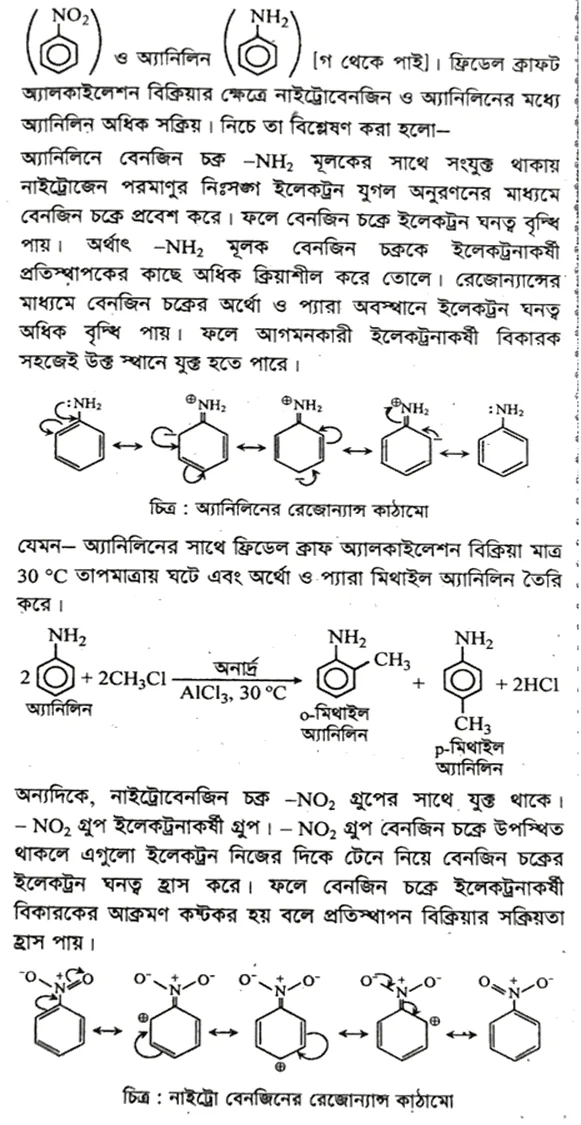 NO₂ NH₂
ও অ্যানিলিন [গ থেকে পাই]। ফ্রিডেল ক্রাফট
অ্যালকাইলেশন বিক্রিয়ার ক্ষেত্রে নাইট্রোবেনজিন ও অ্যানিলিনের মধ্যে
অ্যানিলিন অধিক সক্রিয়। নিচে তা বিশ্লেষণ করা হলো—
অ্যানিলিনে বেনজিন চক্র –NH₂ মূলকের সাথে সংযুক্ত থাকায়
নাইট্রোজেন পরমাণুর নিঃসঙ্গ ইলেকট্রন যুগল অনুরণনের মাধ্যমে
বেনজিন চক্রে প্রবেশ করে। ফলে বেনজিন চক্রে ইলেকট্রন ঘনত্ব বৃদ্ধি
পায়। অর্থাৎ –NH₂ মূলক বেনজিন চক্রকে ইলেকট্রনাকর্ষী
প্রতিস্থাপকের কাছে অধিক ক্রিয়াশীল করে তোলে। রেজোন্যান্সের
মাধ্যমে বেনজিন চক্রের অর্থো ও প্যারা অবস্থানে ইলেকট্রন ঘনত্ব
অধিক বৃদ্ধি পায়। ফলে আগমনকারী ইলেকট্রনাকর্ষী বিকারক
সহজেই উক্ত স্থানে যুক্ত হতে পারে।
:NH₂ ⊕NH₂ ⊕NH₂ ⊕NH₂ :NH₂
চিত্র : অ্যানিলিনের রেজোন্যান্স কাঠামো
যেমন— অ্যানিলিনের সাথে ফ্রিডেল ক্রাফ অ্যালকাইলেশন বিক্রিয়া মাত্র
30 °C তাপমাত্রায় ঘটে এবং অর্থো ও প্যারা মিথাইল অ্যানিলিন তৈরি
করে।
NH₂ NH₂ NH₂
2 + 2CH₃Cl অনার্দ্র AlCl₃, 30 °C CH₃ + + 2HCl
অ্যানিলিন o-মিথাইল অ্যানিলিন CH₃
p-মিথাইল
অ্যানিলিন
অন্যদিকে, নাইট্রোবেনজিন চক্র –NO₂ গ্রুপের সাথে যুক্ত থাকে।
– NO₂ গ্রুপ ইলেকট্রনাকর্ষী গ্রুপ। – NO₂ গ্রুপ বেনজিন চক্রে উপস্থিত
থাকলে এগুলো ইলেকট্রন নিজের দিকে টেনে নিয়ে বেনজিন চক্রের
ইলেকট্রন ঘনত্ব হ্রাস করে। ফলে বেনজিন চক্রে ইলেকট্রনাকর্ষী
বিকারকের আক্রমণ কষ্টকর হয় বলে প্রতিস্থাপন বিক্রিয়ার সক্রিয়তা
হ্রাস পায়।
⁻O N⁺ O O⁻ N⁺ O⁻ O⁻ N⁺ O⁻ O⁻ N⁺ O⁻ O N⁺ O⁻
⊕ ⊕ ⊕
চিত্র : নাইট্রো বেনজিনের রেজোন্যান্স কাঠামো